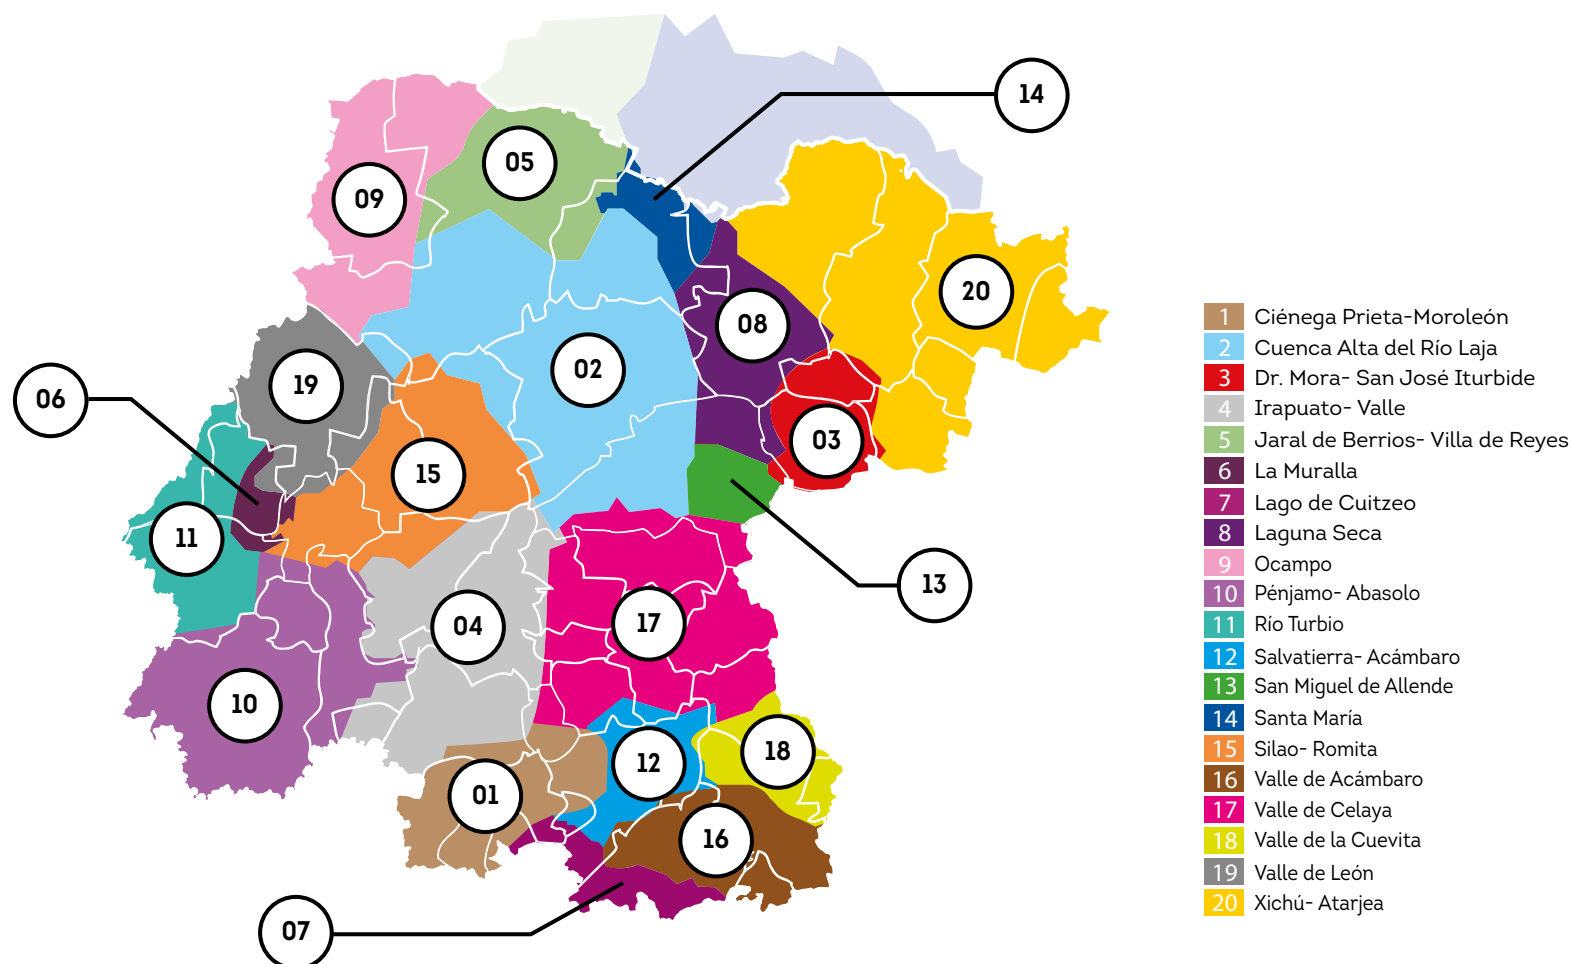 14
05
09
20
08
02
19
06
03
15
11
13
17
04
10
18
12
01
16
07
1 Ciénega Prieta-Moroleón
2 Cuenca Alta del Río Laja
3 Dr. Mora- San José Iturbide
4 Irapuato- Valle
5 Jaral de Berrios- Villa de Reyes
6 La Muralla
7 Lago de Cuitzeo
8 Laguna Seca
9 Ocampo
10 Pénjamo- Abasolo
11 Río Turbio
12 Salvatierra- Acámbaro
13 San Miguel de Allende
14 Santa María
15 Silao- Romita
16 Valle de Acámbaro
17 Valle de Celaya
18 Valle de la Cuevita
19 Valle de León
20 Xichú- Atarjea